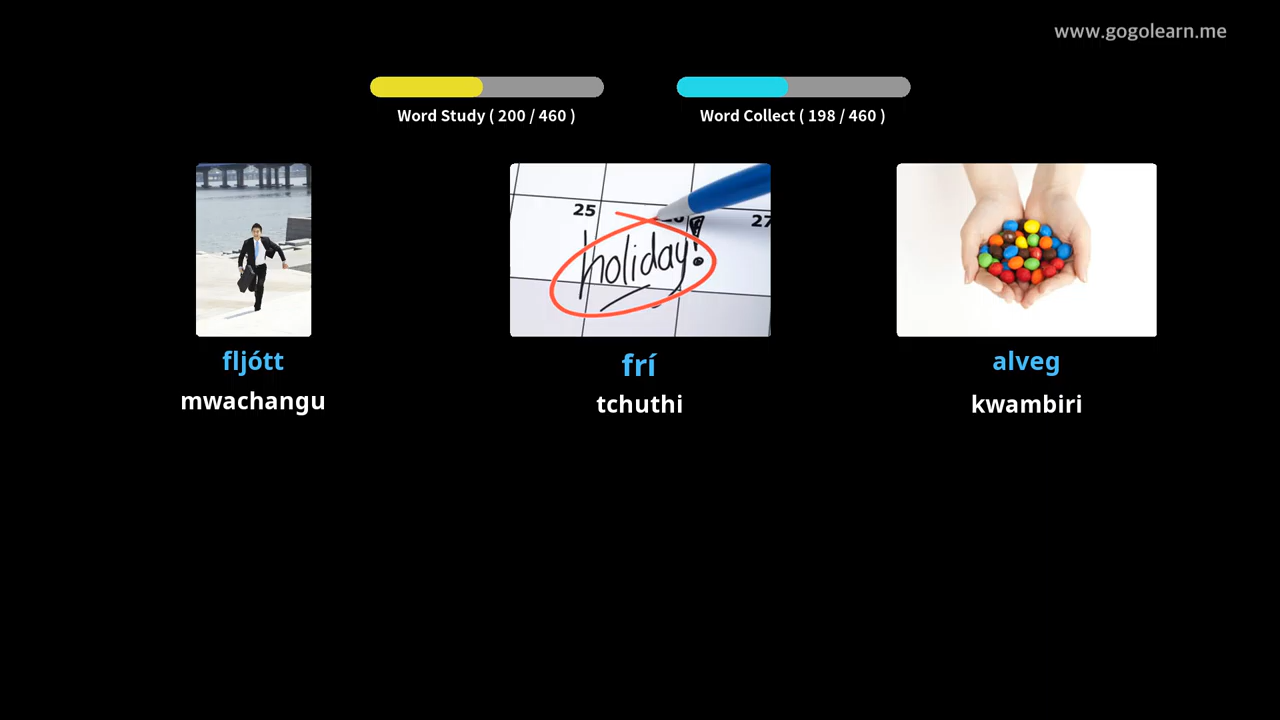 www.gogolearn.me
Word Study ( 200 / 460 )
Word Collect ( 198 / 460 )
25
27
holiday!
fljótt
frí
alveg
mwachangu
tchuthi
kwambiri